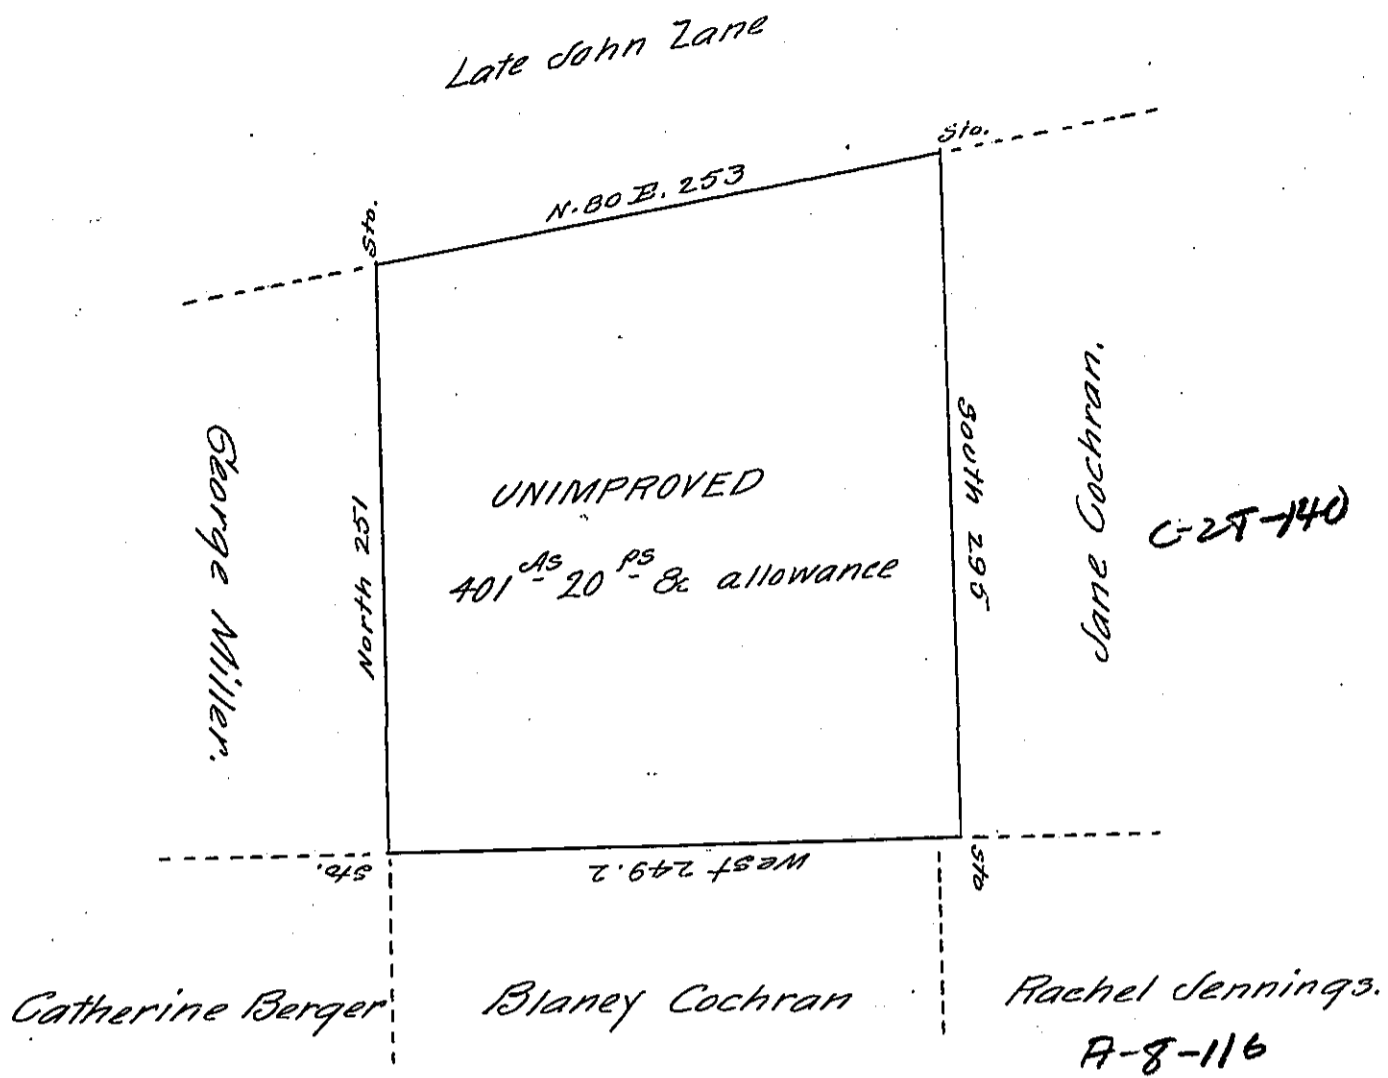 Late John Zane
Sto.
N. 80 E. 253
Sto.
George Miller.
North 251
UNIMPROVED
401 As 20 ps & allowance
South 295
Jane Cochran.
C-25-140
Sto.
West 249.2
Sto
Catherine Berger
Blaney Cochran
Rachel Jennings.
A-8-116